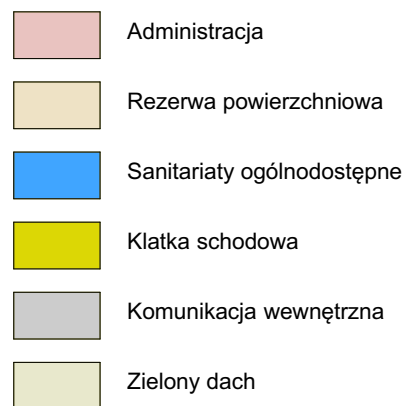 Administracja
Rezerwa powierzchniowa
Sanitariaty ogólnodostępne
Klatka schodowa
Komunikacja wewnętrzna
Zielony dach